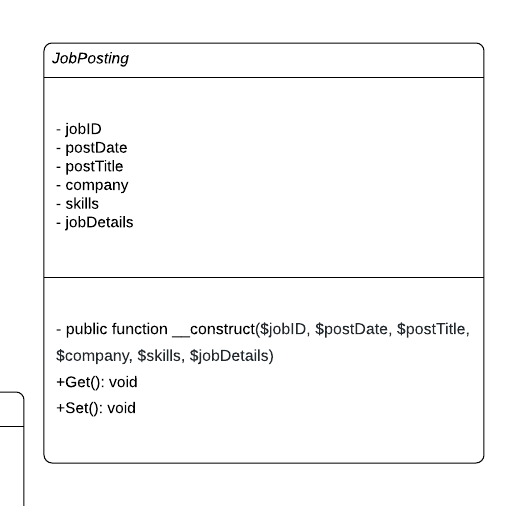 JobPosting
- jobID
- postDate
- postTitle
- company
- skills
- jobDetails
- public function __construct($jobID, $postDate, $postTitle,
$company, $skills, $jobDetails)
+Get(): void
+Set(): void